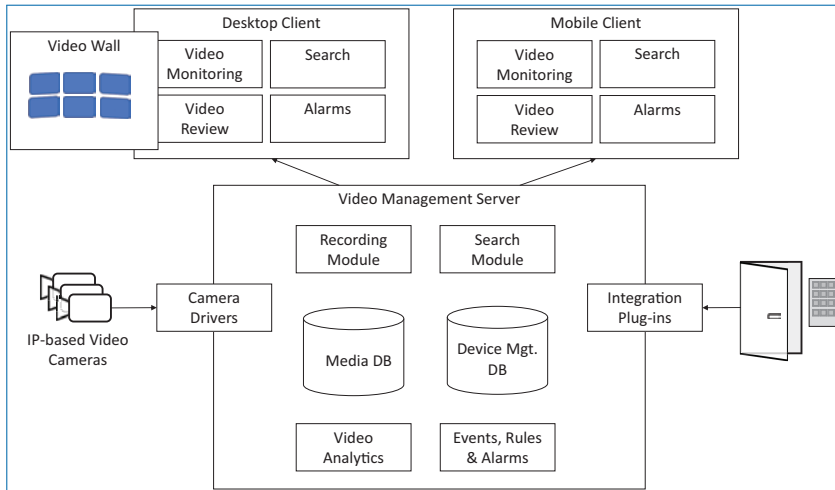 Desktop Client
Video Wall
Video
Monitoring
Search
Video
Review
Alarms
Mobile Client
Video
Monitoring
Search
Video
Review
Alarms
Video Management Server
Recording
Module
Search
Module
Camera
Drivers
Integration
Plug-ins
IP-based Video
Cameras
Media DB
Device Mgt.
DB
Video
Analytics
Events, Rules
& Alarms